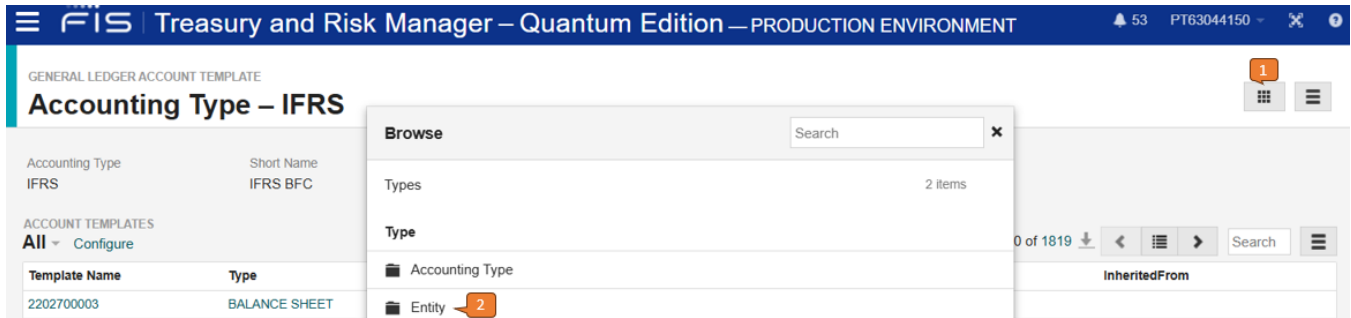 FIS | Treasury and Risk Manager – Quantum Edition — PRODUCTION ENVIRONMENT 53 PT63044150 ?
GENERAL LEDGER ACCOUNT TEMPLATE
Accounting Type – IFRS
1
Browse Search ×
Accounting Type Short Name
IFRS IFRS BFC
Types 2 items
ACCOUNT TEMPLATES
All Configure
Type
0 of 1819 Search
Template Name Type InheritedFrom
Accounting Type
2202700003 BALANCE SHEET
Entity 2